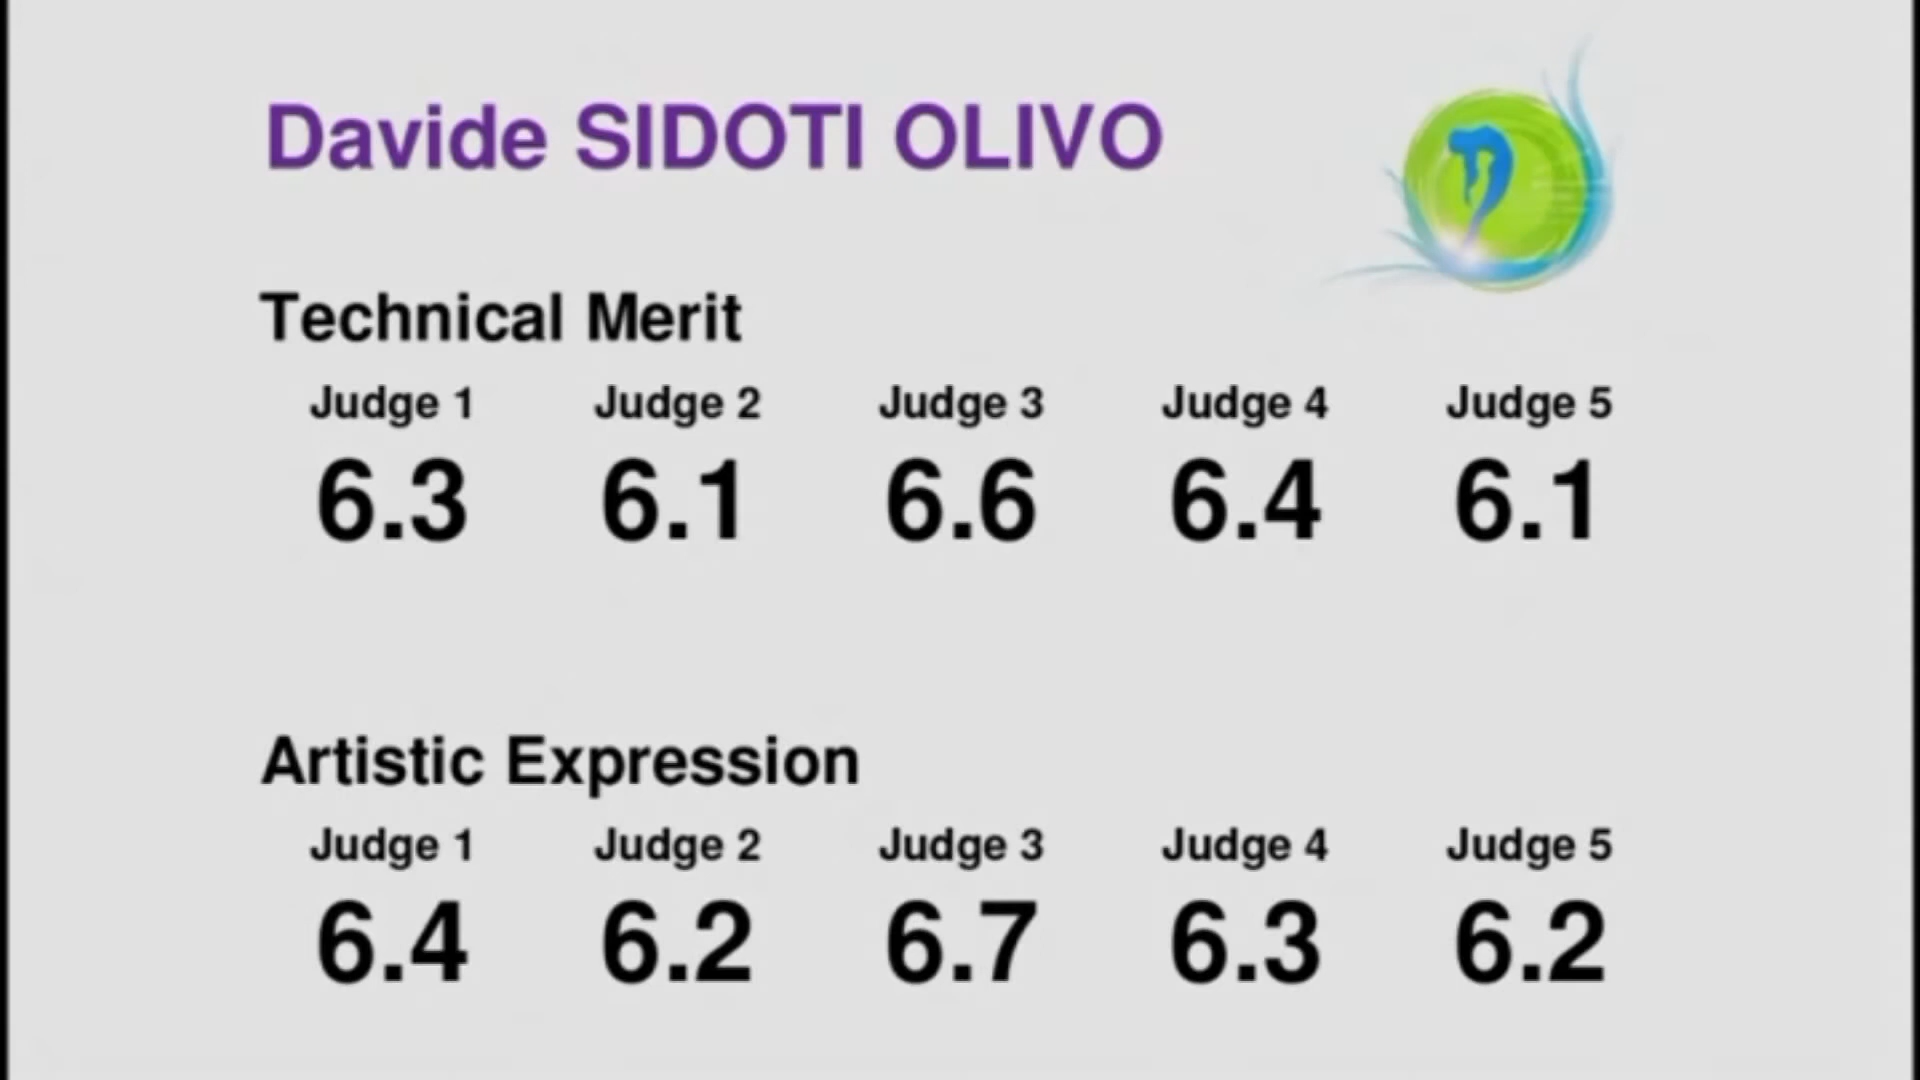 Davide SIDOTI OLIVO
Technical Merit
Judge 1 Judge 2 Judge 3 Judge 4 Judge 5
6.3 6.1 6.6 6.4 6.1
Artistic Expression
Judge 1 Judge 2 Judge 3 Judge 4 Judge 5
6.4 6.2 6.7 6.3 6.2